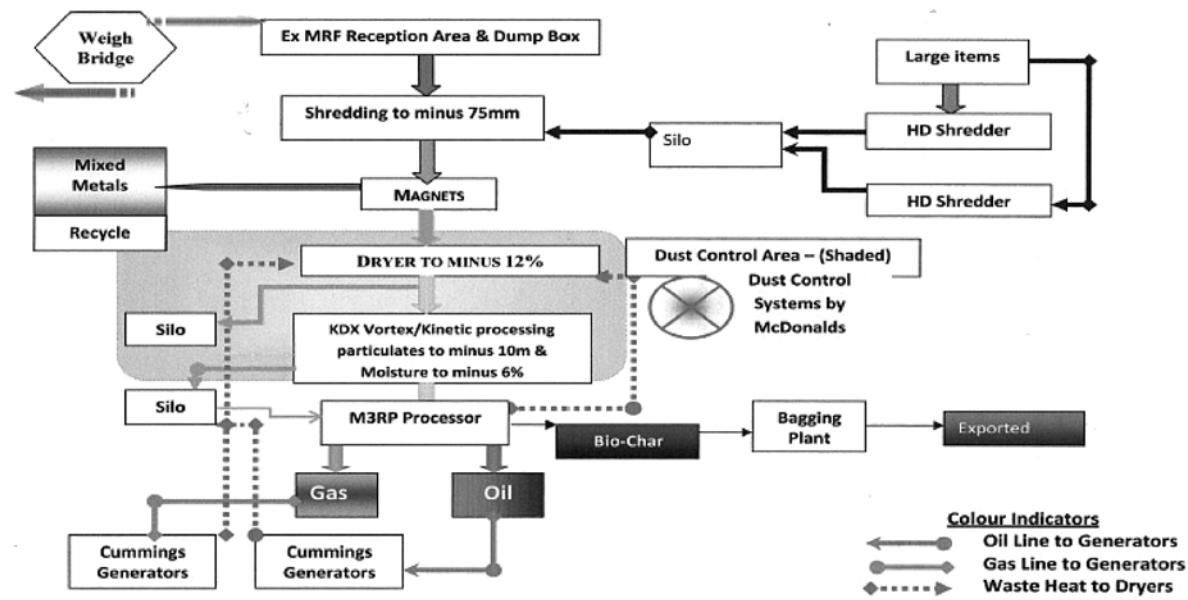 Weigh
Bridge
Ex MRF Reception Area & Dump Box
Large items
Shredding to minus 75mm
Silo
HD Shredder
HD Shredder
Mixed
Metals
Recycle
MAGNETS
DRYER TO MINUS 12%
Dust Control Area – (Shaded)
Dust Control
Systems by
McDonalds
Silo
KDX Vortex/Kinetic processing
particulates to minus 10m &
Moisture to minus 6%
Silo
M3RP Processor
Bio-Char
Bagging
Plant
Exported
Gas
Oil
Cummings
Generators
Cummings
Generators
Colour Indicators
Oil Line to Generators
Gas Line to Generators
Waste Heat to Dryers